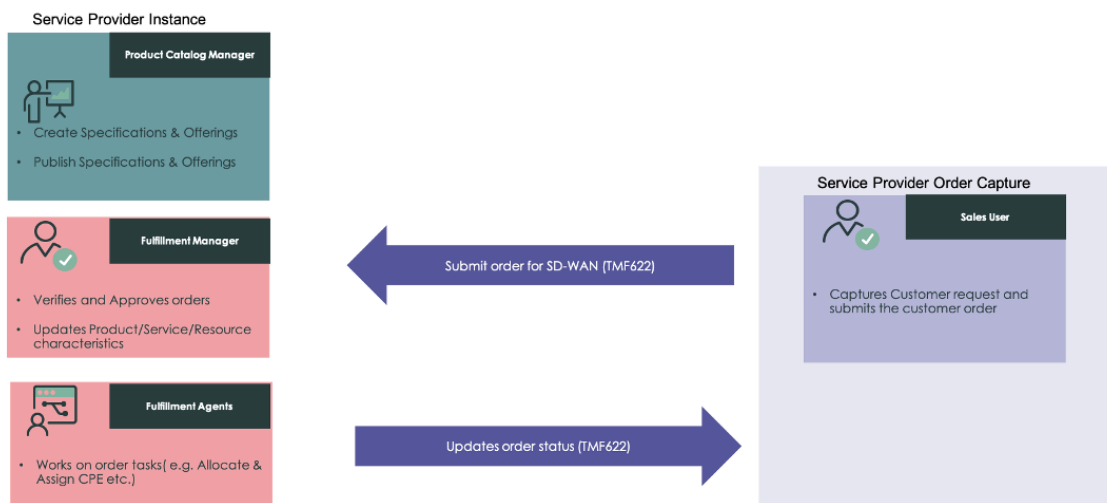 Service Provider Instance
Product Catalog Manager
• Create Specifications & Offerings
• Publish Specifications & Offerings
Fulfillment Manager
• Verifies and Approves orders
• Updates Product/Service/Resource
characteristics
Fulfillment Agents
• Works on order tasks( e.g. Allocate &
Assign CPE etc.)
Submit order for SD-WAN (TMF622)
Updates order status (TMF622)
Service Provider Order Capture
Sales User
• Captures Customer request and
submits the customer order